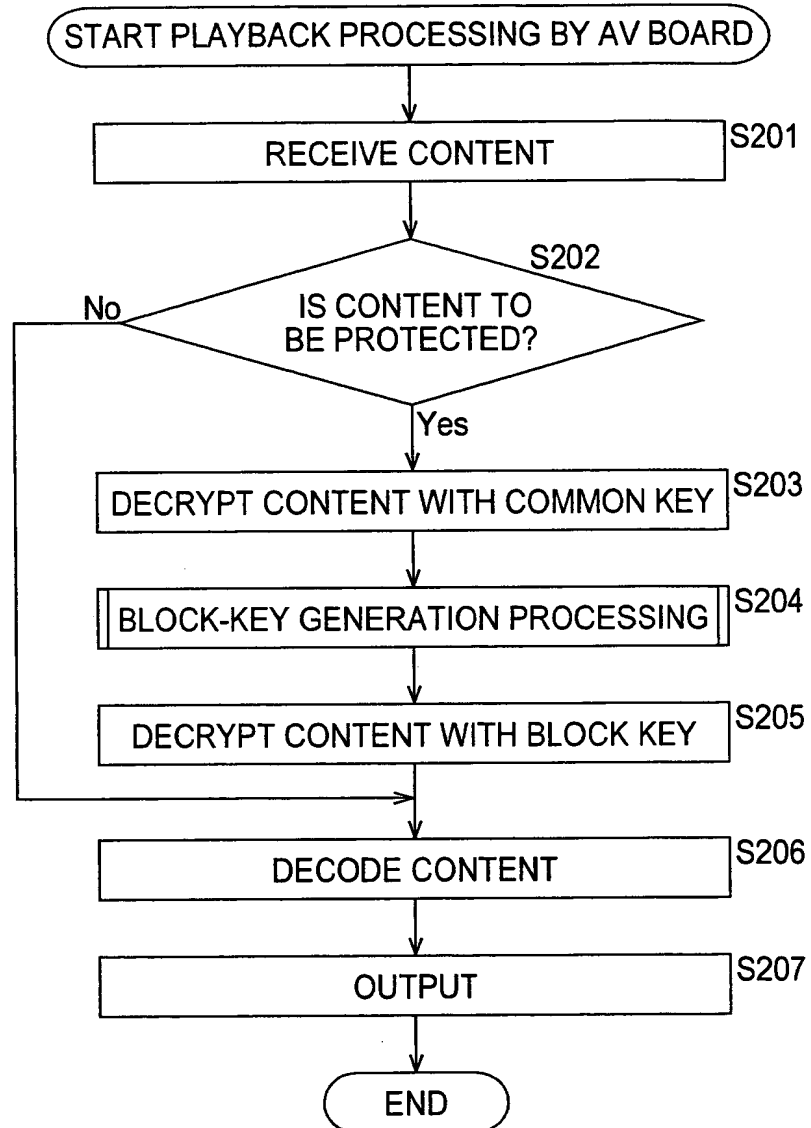 START PLAYBACK PROCESSING BY AV BOARD
S201
RECEIVE CONTENT
S202
No
IS CONTENT TO
BE PROTECTED?
Yes
S203
DECRYPT CONTENT WITH COMMON KEY
S204
BLOCK-KEY GENERATION PROCESSING
S205
DECRYPT CONTENT WITH BLOCK KEY
S206
DECODE CONTENT
S207
OUTPUT
END